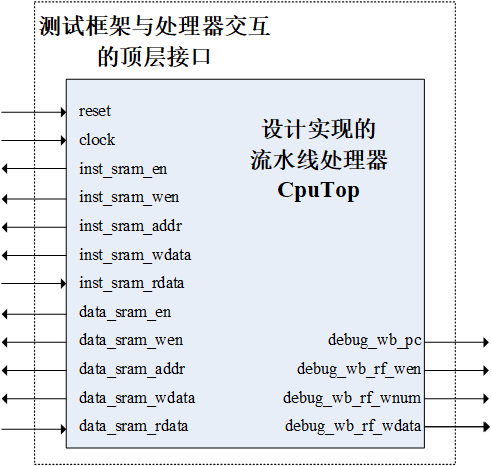 测试框架与处理器交互
的顶层接口
设计实现的
流水线处理器
CpuTop
reset
clock
inst_sram_en
inst_sram_wen
inst_sram_addr
inst_sram_wdata
inst_sram_rdata
data_sram_en
data_sram_wen
data_sram_addr
data_sram_wdata
data_sram_rdata
debug_wb_pc
debug_wb_rf_wen
debug_wb_rf_wnum
debug_wb_rf_wdata